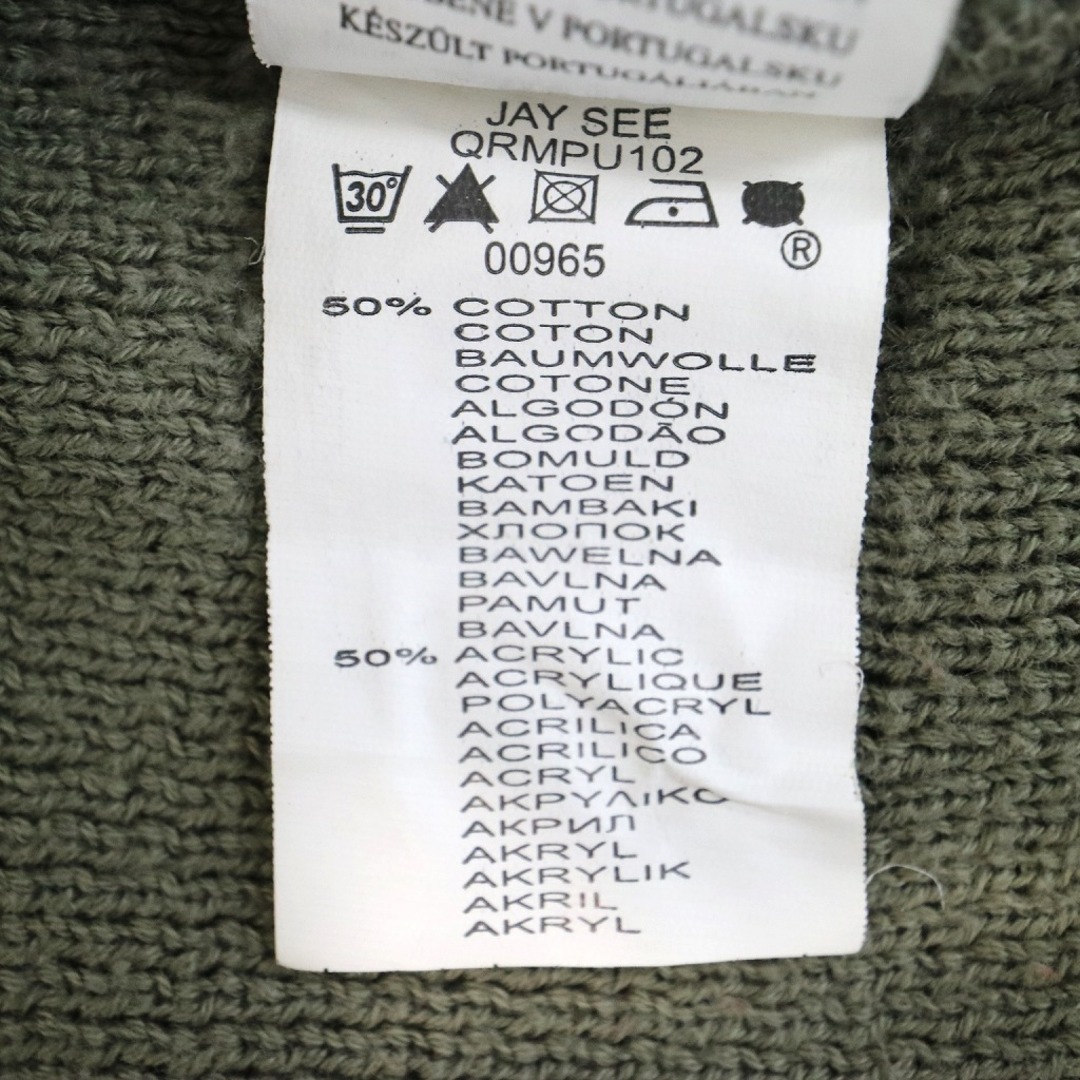 PORTUGALSKU
V PORTUGALSKU
KÉSZÜLT PORTUGÁLIÁBAN
JAY SEE
QRMPU102
30°
®
00965
50% COTTON
COTON
BAUMWOLLE
COTONE
ALGODÓN
ALGODÃO
BOMULD
KATOEN
BAMBAKI
ХЛОПОК
BAWELNA
BAVLNA
PAMUT
BAVLNA
50% ACRYLIC
ACRYLIQUE
POLYACRYL
ACRILICA
ACRILICO
ACRYL
ΑΚΡΥΛΙΚΟ
АКРИЛ
AKRYL
AKRYLIK
AKRIL
AKRYL